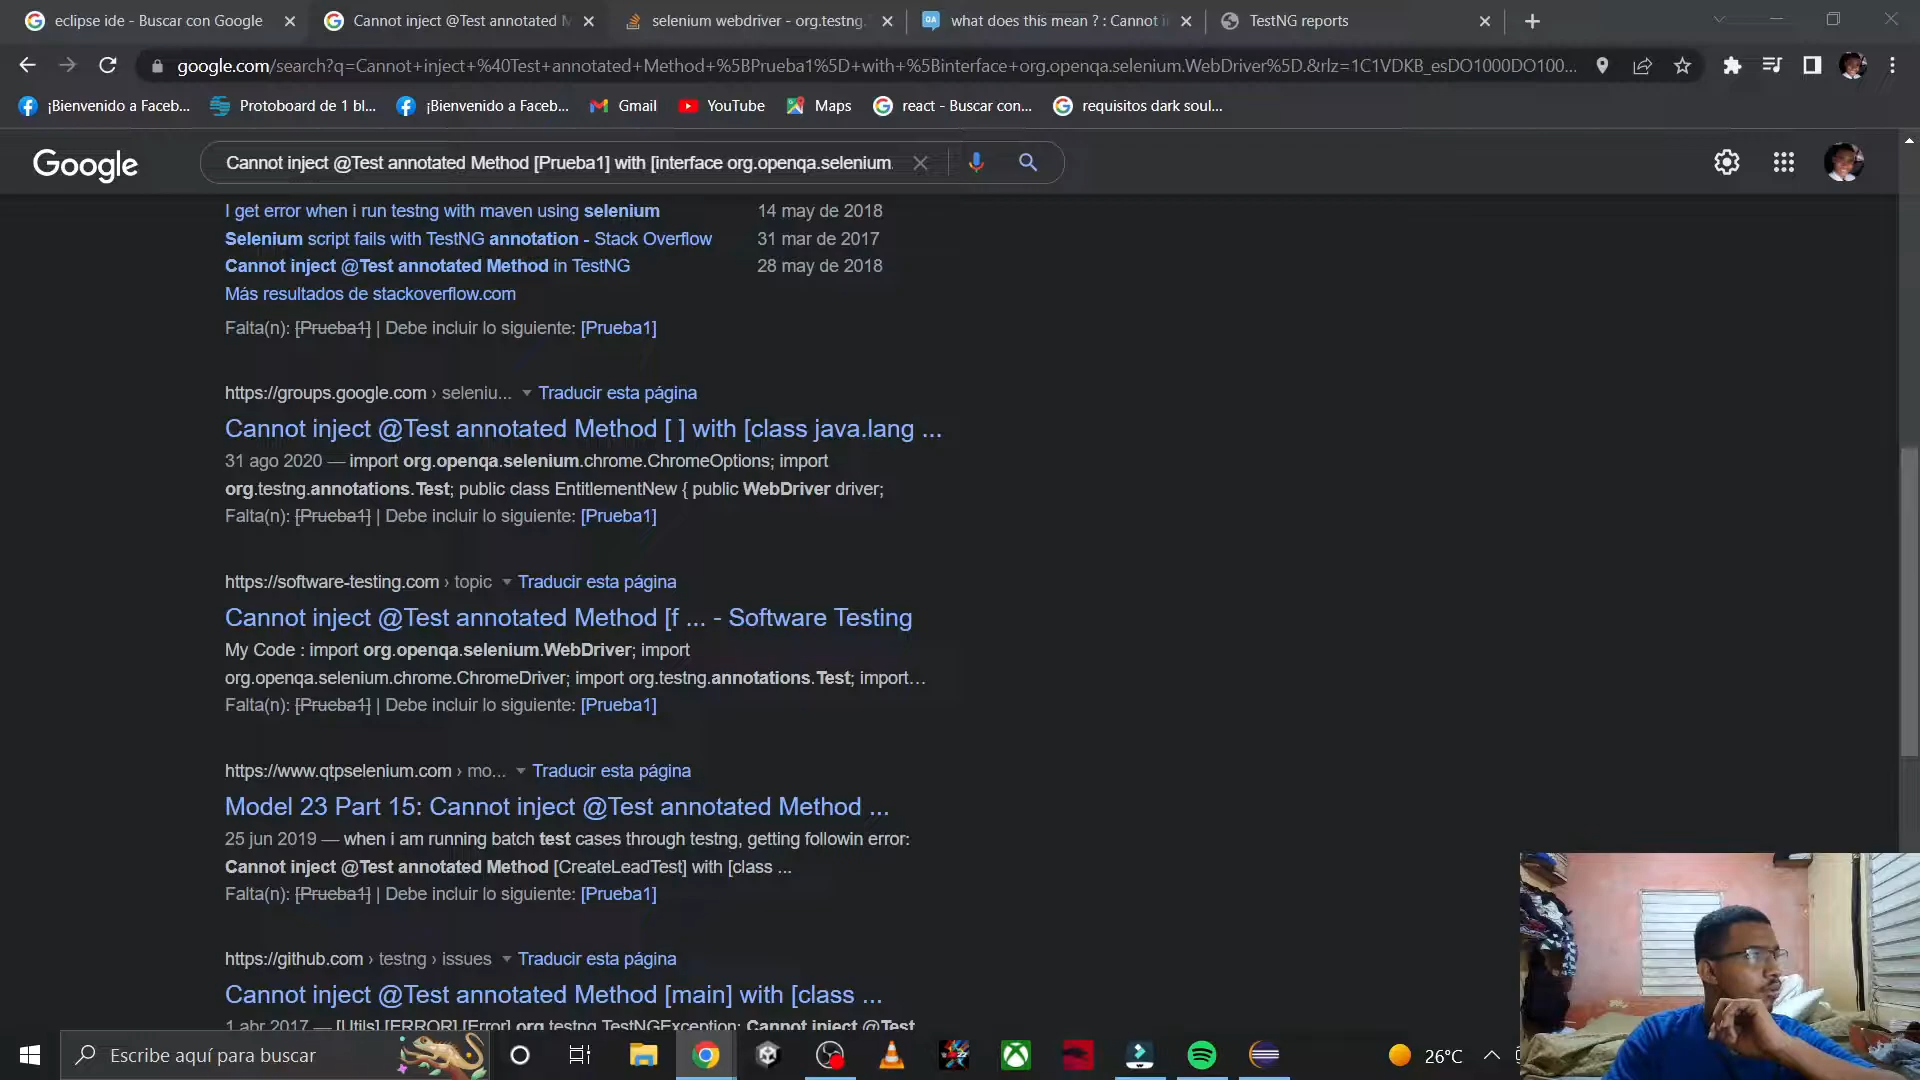 eclipse ide - Buscar con Google
Cannot inject @Test annotated M
selenium webdriver - org.testng.
what does this mean ? : Cannot i
TestNG reports
google.com/search?q=Cannot+inject+%40Test+annotated+Method+%5BPrueba1%5D+with+%5Binterface+org.openqa.selenium.WebDriver%5D.&rlz=1C1VDKB_esDO1000DO100...
¡Bienvenido a Faceb...
Protoboard de 1 bl...
¡Bienvenido a Faceb...
Gmail
YouTube
Maps
react - Buscar con...
requisitos dark soul...
Google
Cannot inject @Test annotated Method [Prueba1] with [interface org.openqa.selenium.
I get error when i run testng with maven using selenium 14 may de 2018
Selenium script fails with TestNG annotation - Stack Overflow 31 mar de 2017
Cannot inject @Test annotated Method in TestNG 28 may de 2018
Más resultados de stackoverflow.com
Falta(n): [Prueba1] | Debe incluir lo siguiente: [Prueba1]
https://groups.google.com › seleniu... Traducir esta página
Cannot inject @Test annotated Method [ ] with [class java.lang ...
31 ago 2020 — import org.openqa.selenium.chrome.ChromeOptions; import
org.testng.annotations.Test; public class EntitlementNew { public WebDriver driver;
Falta(n): [Prueba1] | Debe incluir lo siguiente: [Prueba1]
https://software-testing.com › topic Traducir esta página
Cannot inject @Test annotated Method [f ... - Software Testing
My Code : import org.openqa.selenium.WebDriver; import
org.openqa.selenium.chrome.ChromeDriver; import org.testng.annotations.Test; import...
Falta(n): [Prueba1] | Debe incluir lo siguiente: [Prueba1]
https://www.qtpselenium.com › mo... Traducir esta página
Model 23 Part 15: Cannot inject @Test annotated Method ...
25 jun 2019 — when i am running batch test cases through testng, getting followin error:
Cannot inject @Test annotated Method [CreateLeadTest] with [class ...
Falta(n): [Prueba1] | Debe incluir lo siguiente: [Prueba1]
https://github.com › testng › issues Traducir esta página
Cannot inject @Test annotated Method [main] with [class ...
1 abr 2017 — [Utils] [ERROR] [Error] org.testng.TestNGException: Cannot inject @Test
Escribe aquí para buscar
26°C